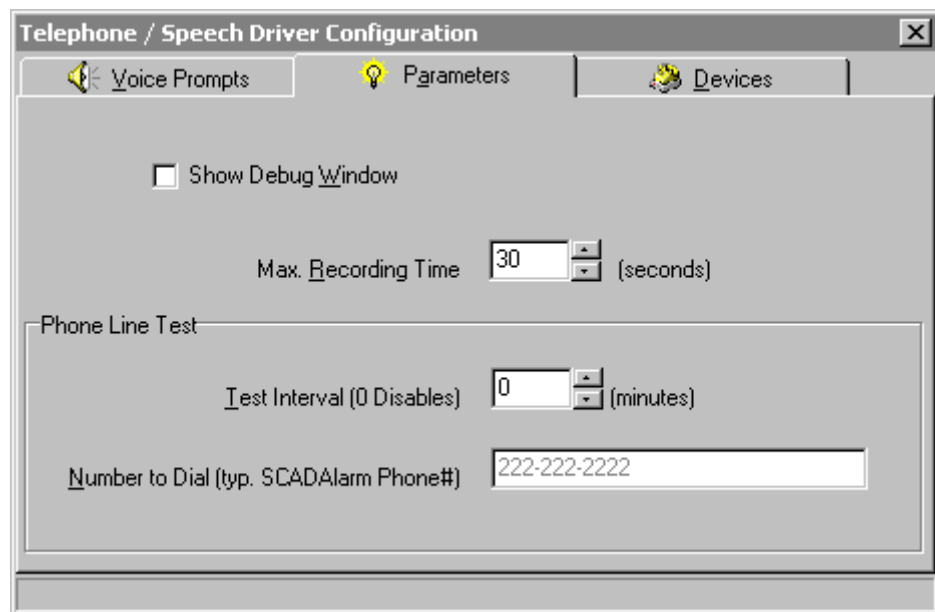 Telephone / Speech Driver Configuration
Voice Prompts
Parameters
Devices
Show Debug Window
Max. Recording Time 30 (seconds)
Phone Line Test
Test Interval (0 Disables) 0 (minutes)
Number to Dial (typ. SCADAlarm Phone#) 222-222-2222